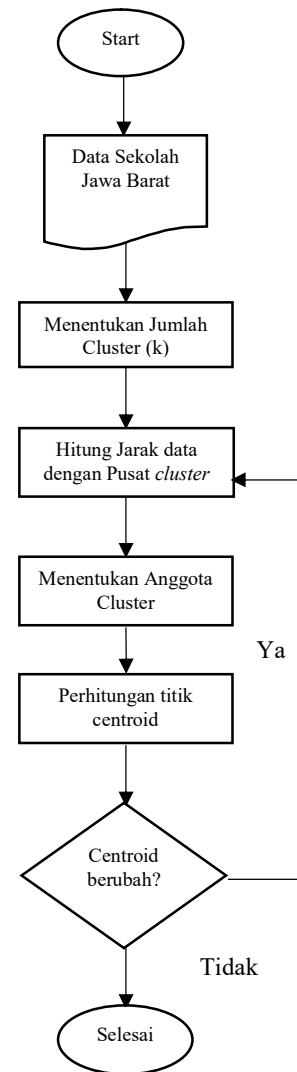 Start
Data Sekolah
Jawa Barat
Menentukan Jumlah
Cluster (k)
Hitung Jarak data
dengan Pusat cluster
Menentukan Anggota
Cluster
Ya
Perhitungan titik
centroid
Centroid
berubah?
Tidak
Selesai